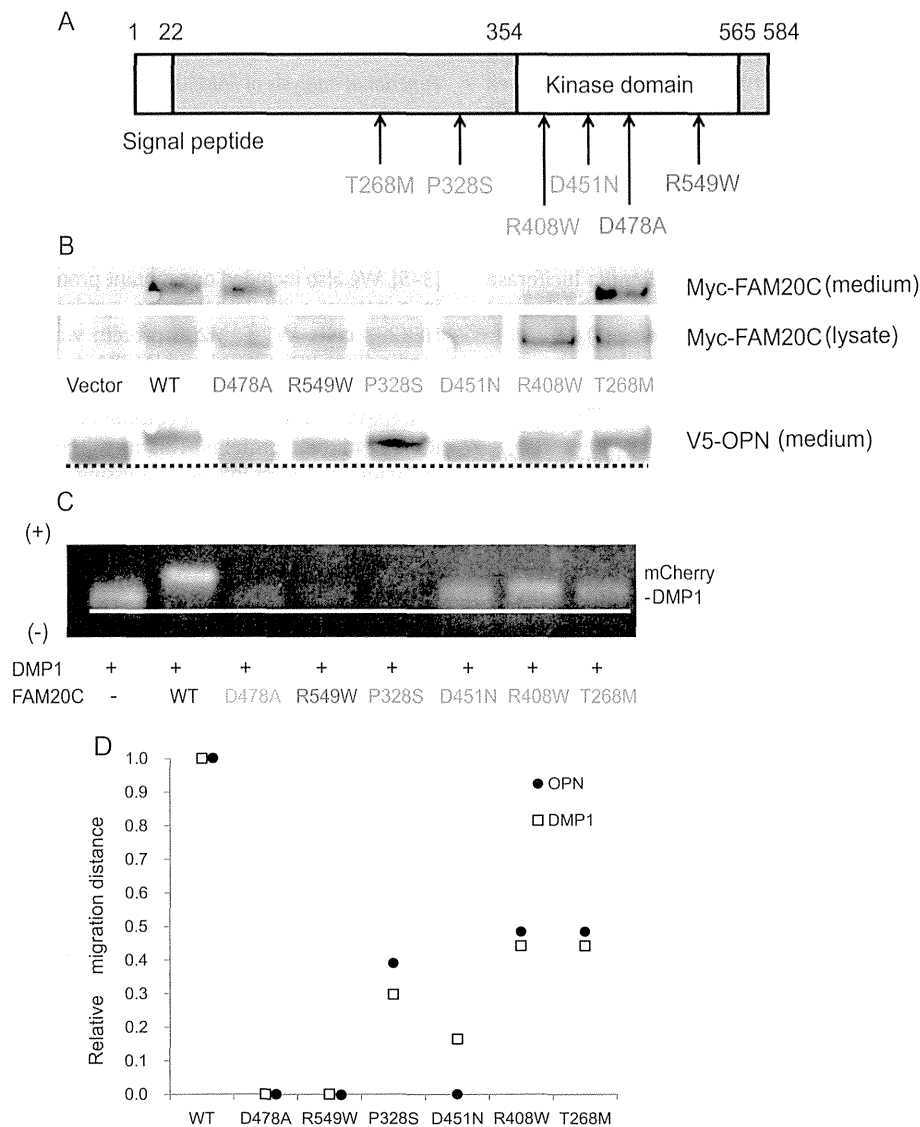 A
1 22 354 565 584
Kinase domain
Signal peptide
T268M P328S D451N R549W
R408W D478A
B
Myc-FAM20C (medium)
Myc-FAM20C (lysate)
Vector WT D478A R549W P328S D451N R408W T268M
V5-OPN (medium)
C
(+)
mCherry
-DMP1
(-)
DMP1 + + + + + + + +
FAM20C - WT D478A R549W P328S D451N R408W T268M
D
1.0
0.9
0.8
0.7
0.6
0.5
0.4
0.3
0.2
0.1
0.0
Relative migration distance
OPN
DMP1
WT D478A R549W P328S D451N R408W T268M